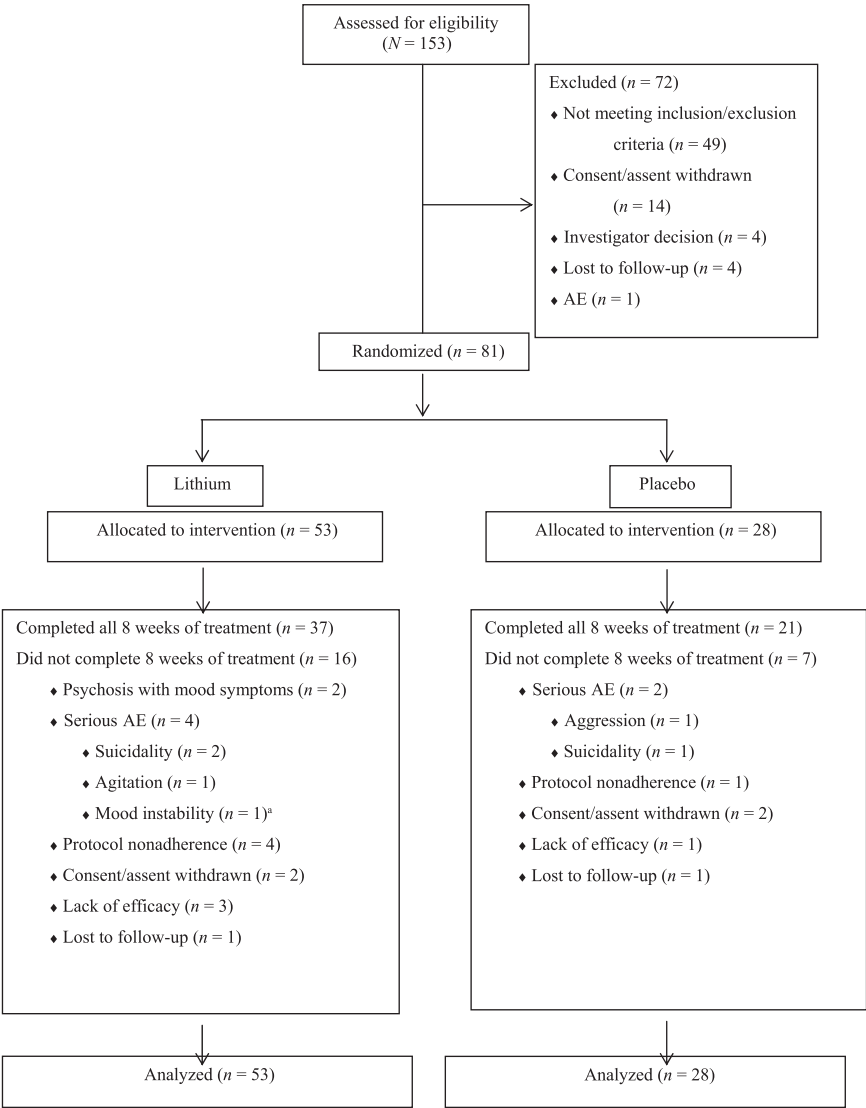 Assessed for eligibility
(N = 153)
Excluded (n = 72)
♦ Not meeting inclusion/exclusion
criteria (n = 49)
♦ Consent/assent withdrawn
(n = 14)
♦ Investigator decision (n = 4)
♦ Lost to follow-up (n = 4)
♦ AE (n = 1)
Randomized (n = 81)
Lithium
Allocated to intervention (n = 53)
Completed all 8 weeks of treatment (n = 37)
Did not complete 8 weeks of treatment (n = 16)
♦ Psychosis with mood symptoms (n = 2)
♦ Serious AE (n = 4)
♦ Suicidality (n = 2)
♦ Agitation (n = 1)
♦ Mood instability (n = 1)ᵃ
♦ Protocol nonadherence (n = 4)
♦ Consent/assent withdrawn (n = 2)
♦ Lack of efficacy (n = 3)
♦ Lost to follow-up (n = 1)
Analyzed (n = 53)
Placebo
Allocated to intervention (n = 28)
Completed all 8 weeks of treatment (n = 21)
Did not complete 8 weeks of treatment (n = 7)
♦ Serious AE (n = 2)
♦ Aggression (n = 1)
♦ Suicidality (n = 1)
♦ Protocol nonadherence (n = 1)
♦ Consent/assent withdrawn (n = 2)
♦ Lack of efficacy (n = 1)
♦ Lost to follow-up (n = 1)
Analyzed (n = 28)